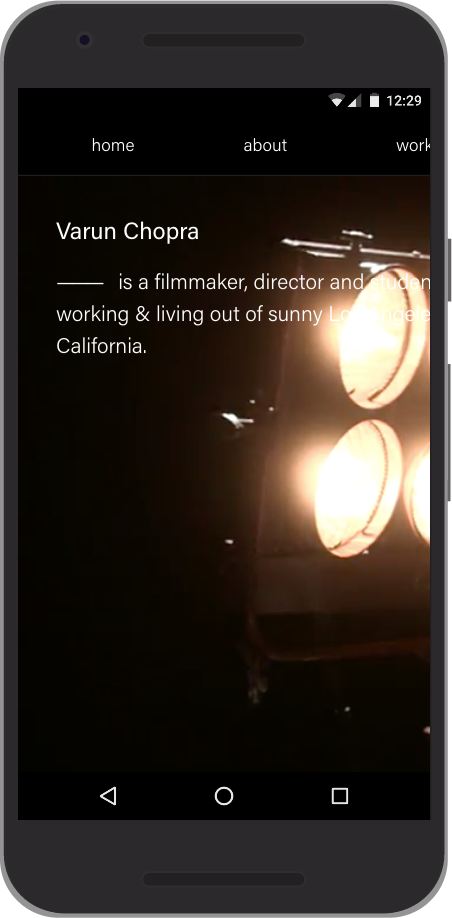 12:29
home about work
Varun Chopra
—— is a filmmaker, director and studen
working & living out of sunny Los Angele
California.